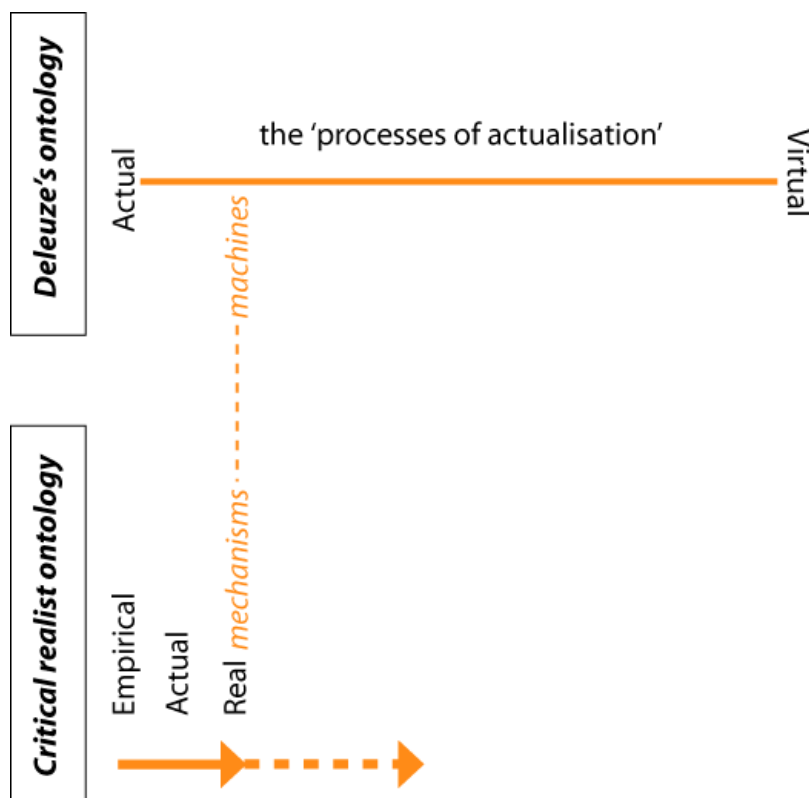 Deleuze's ontology
Actual
the 'processes of actualisation'
Virtual
machines
Critical realist ontology
Empirical
Actual
Real
mechanisms